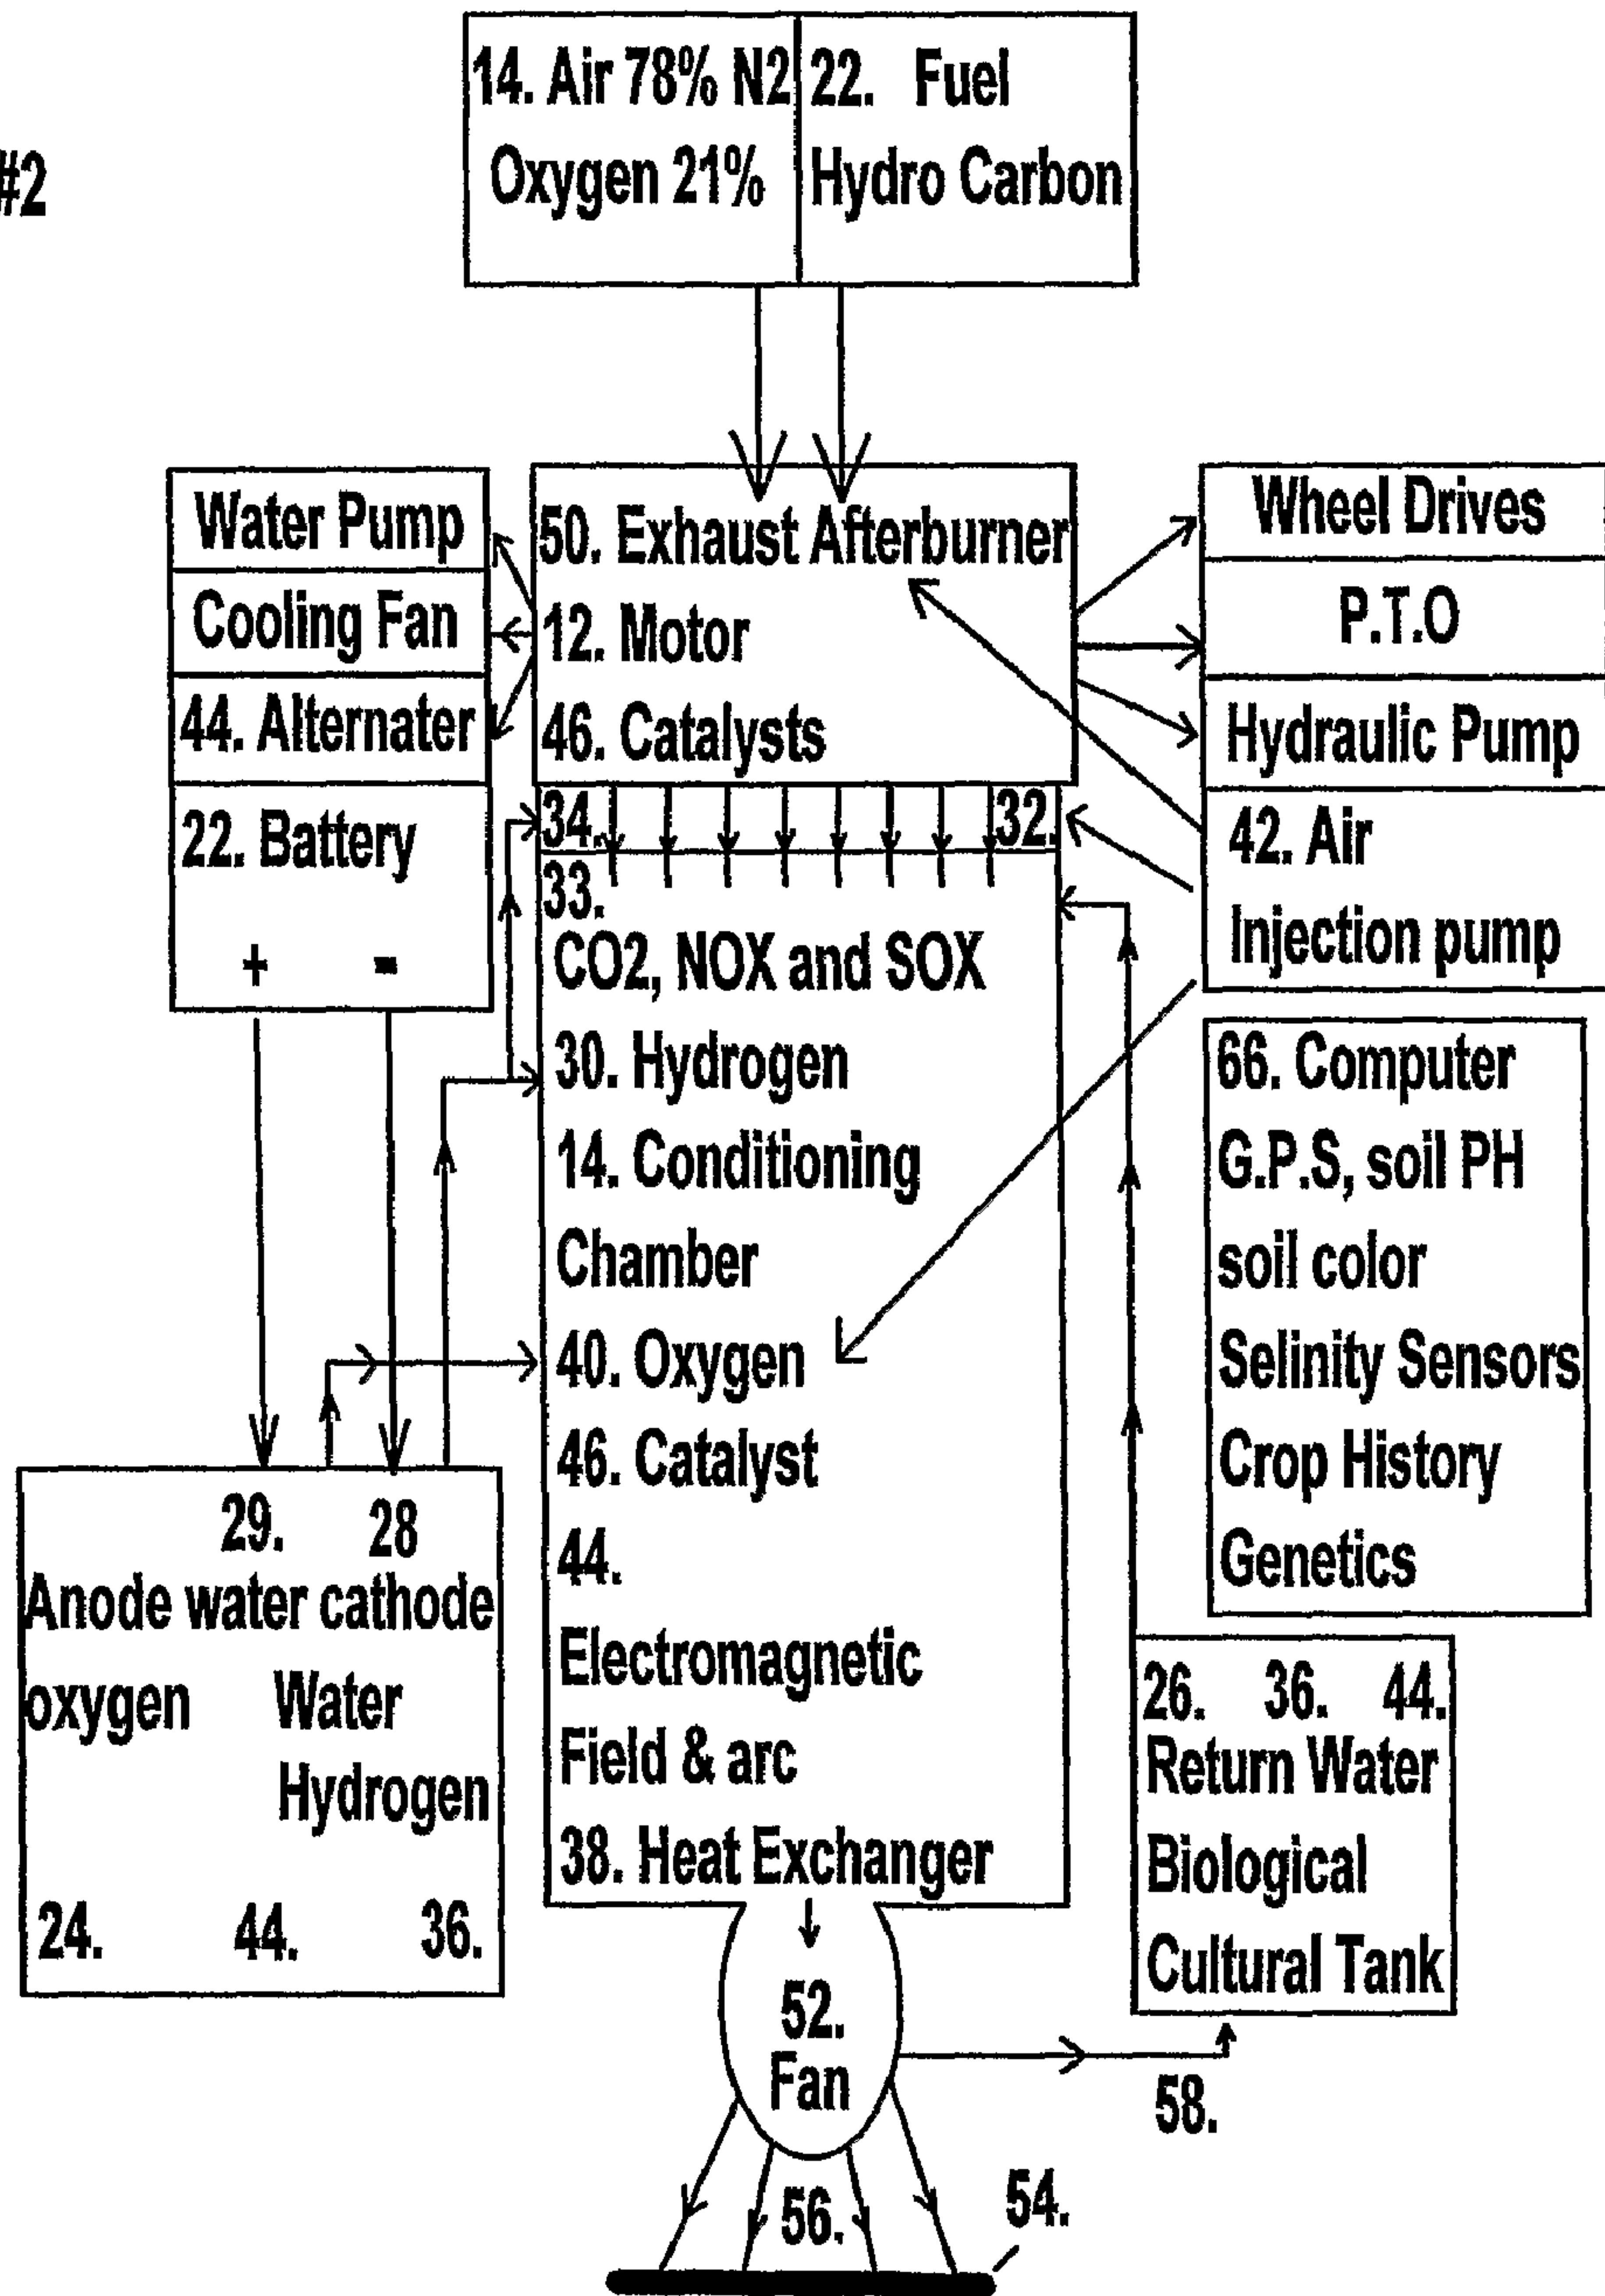 #2
14. Air 78% N2
Oxygen 21%
22. Fuel
Hydro Carbon
Water Pump
Cooling Fan
44. Alternater
22. Battery
+ -
50. Exhaust Afterburner
12. Motor
46. Catalysts
Wheel Drives
P.T.O
Hydraulic Pump
42. Air
Injection pump
34. 32.
33.
CO2, NOX and SOX
30. Hydrogen
14. Conditioning
Chamber
40. Oxygen
46. Catalyst
44.
Electromagnetic
Field & arc
38. Heat Exchanger
66. Computer
G.P.S, soil PH
soil color
Selinity Sensors
Crop History
Genetics
29. 28
Anode water cathode
oxygen Water
Hydrogen
24. 44. 36.
26. 36. 44.
Return Water
Biological
Cultural Tank
52.
Fan
58.
56.
54.